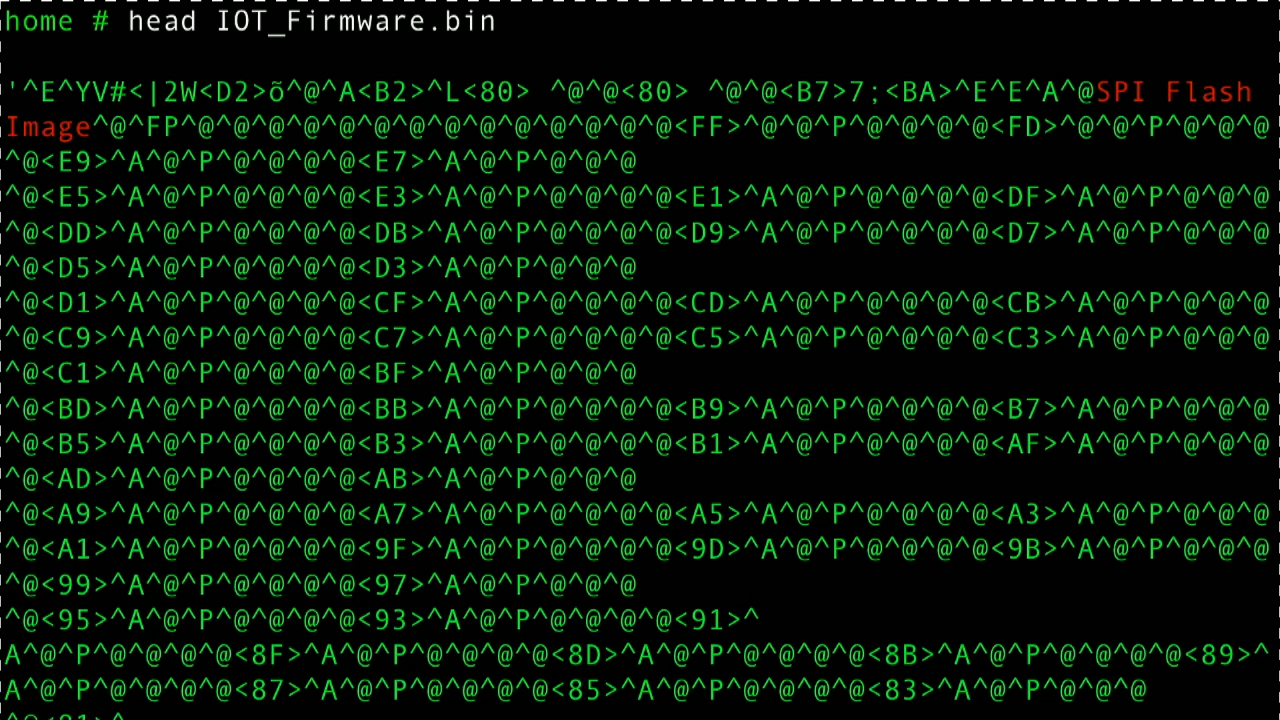 home # head IOT_Firmware.bin
'^E^YV#<|2W<D2>õ^@^A<B2>^L<80> ^@^@<80> ^@^@<B7>7;<BA>^E^E^A^@SPI Flash
Image^@^FP^@^@^@^@^@^@^@^@^@^@^@^@^@^@<FF>^@^@^P^@^@^@^@<FD>^@^@^P^@^@^@
^@<E9>^A^@^P^@^@^@^@<E7>^A^@^P^@^@^@
^@<E5>^A^@^P^@^@^@^@<E3>^A^@^P^@^@^@^@<E1>^A^@^P^@^@^@^@<DF>^A^@^P^@^@^@
^@<DD>^A^@^P^@^@^@^@<DB>^A^@^P^@^@^@^@<D9>^A^@^P^@^@^@^@<D7>^A^@^P^@^@^@
^@<D5>^A^@^P^@^@^@^@<D3>^A^@^P^@^@^@
^@<D1>^A^@^P^@^@^@^@<CF>^A^@^P^@^@^@^@<CD>^A^@^P^@^@^@^@<CB>^A^@^P^@^@^@
^@<C9>^A^@^P^@^@^@^@<C7>^A^@^P^@^@^@^@<C5>^A^@^P^@^@^@^@<C3>^A^@^P^@^@^@
^@<C1>^A^@^P^@^@^@^@<BF>^A^@^P^@^@^@
^@<BD>^A^@^P^@^@^@^@<BB>^A^@^P^@^@^@^@<B9>^A^@^P^@^@^@^@<B7>^A^@^P^@^@^@
^@<B5>^A^@^P^@^@^@^@<B3>^A^@^P^@^@^@^@<B1>^A^@^P^@^@^@^@<AF>^A^@^P^@^@^@
^@<AD>^A^@^P^@^@^@^@<AB>^A^@^P^@^@^@
^@<A9>^A^@^P^@^@^@^@<A7>^A^@^P^@^@^@^@<A5>^A^@^P^@^@^@^@<A3>^A^@^P^@^@^@
^@<A1>^A^@^P^@^@^@^@<9F>^A^@^P^@^@^@^@<9D>^A^@^P^@^@^@^@<9B>^A^@^P^@^@^@
^@<99>^A^@^P^@^@^@^@<97>^A^@^P^@^@^@
^@<95>^A^@^P^@^@^@^@<93>^A^@^P^@^@^@^@<91>^
A^@^P^@^@^@^@<8F>^A^@^P^@^@^@^@<8D>^A^@^P^@^@^@^@<8B>^A^@^P^@^@^@^@<89>^
A^@^P^@^@^@^@<87>^A^@^P^@^@^@^@<85>^A^@^P^@^@^@^@<83>^A^@^P^@^@^@
^@<81>^